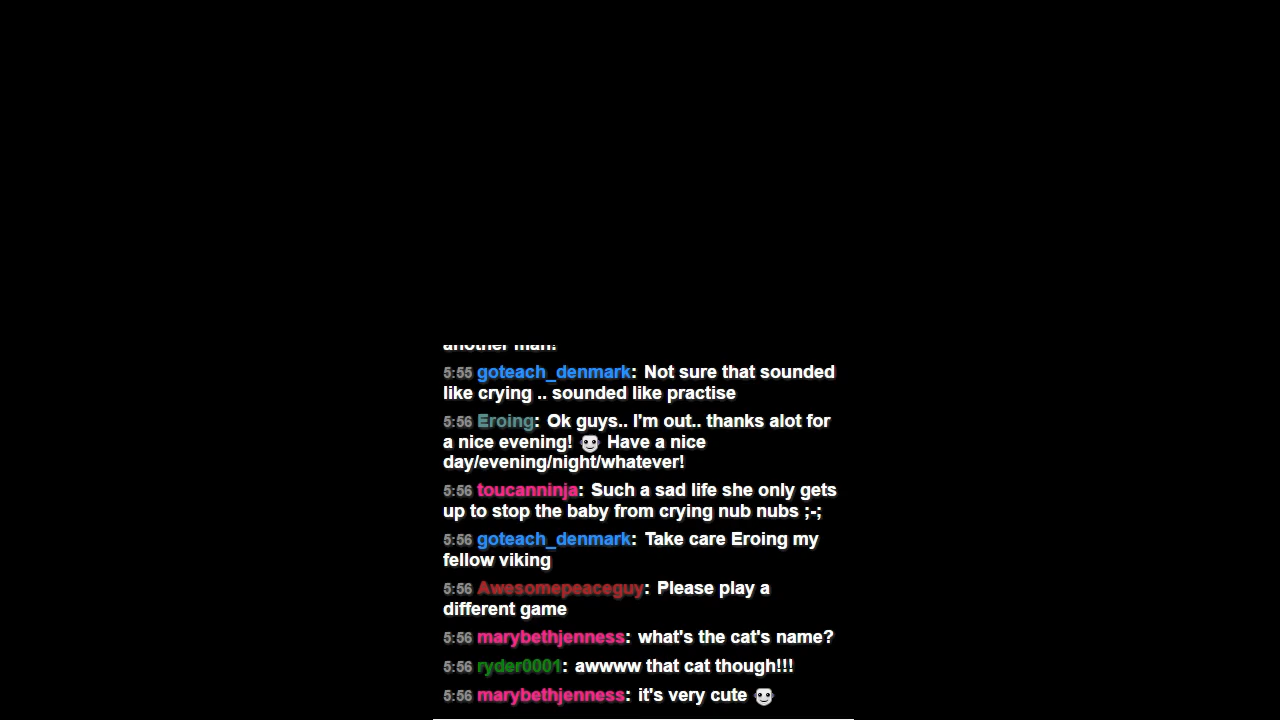 another man!
5:55 goteach_denmark: Not sure that sounded
like crying .. sounded like practise
5:56 Eroing: Ok guys.. I'm out.. thanks alot for
a nice evening! Have a nice
day/evening/night/whatever!
5:56 toucanninja: Such a sad life she only gets
up to stop the baby from crying nub nubs ;-;
5:56 goteach_denmark: Take care Eroing my
fellow viking
5:56 Awesomepeaceguy: Please play a
different game
5:56 marybethjenness: what's the cat's name?
5:56 ryder0001: awwww that cat though!!!
5:56 marybethjenness: it's very cute